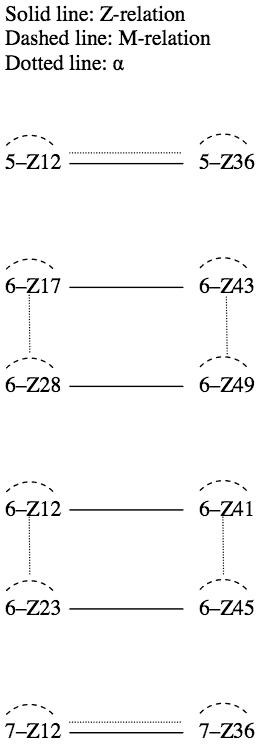 Solid line: Z-relation
Dashed line: M-relation
Dotted line: α
5–Z12 5–Z36
6–Z17 6–Z43
6–Z28 6–Z49
6–Z12 6–Z41
6–Z23 6–Z45
7–Z12 7–Z36